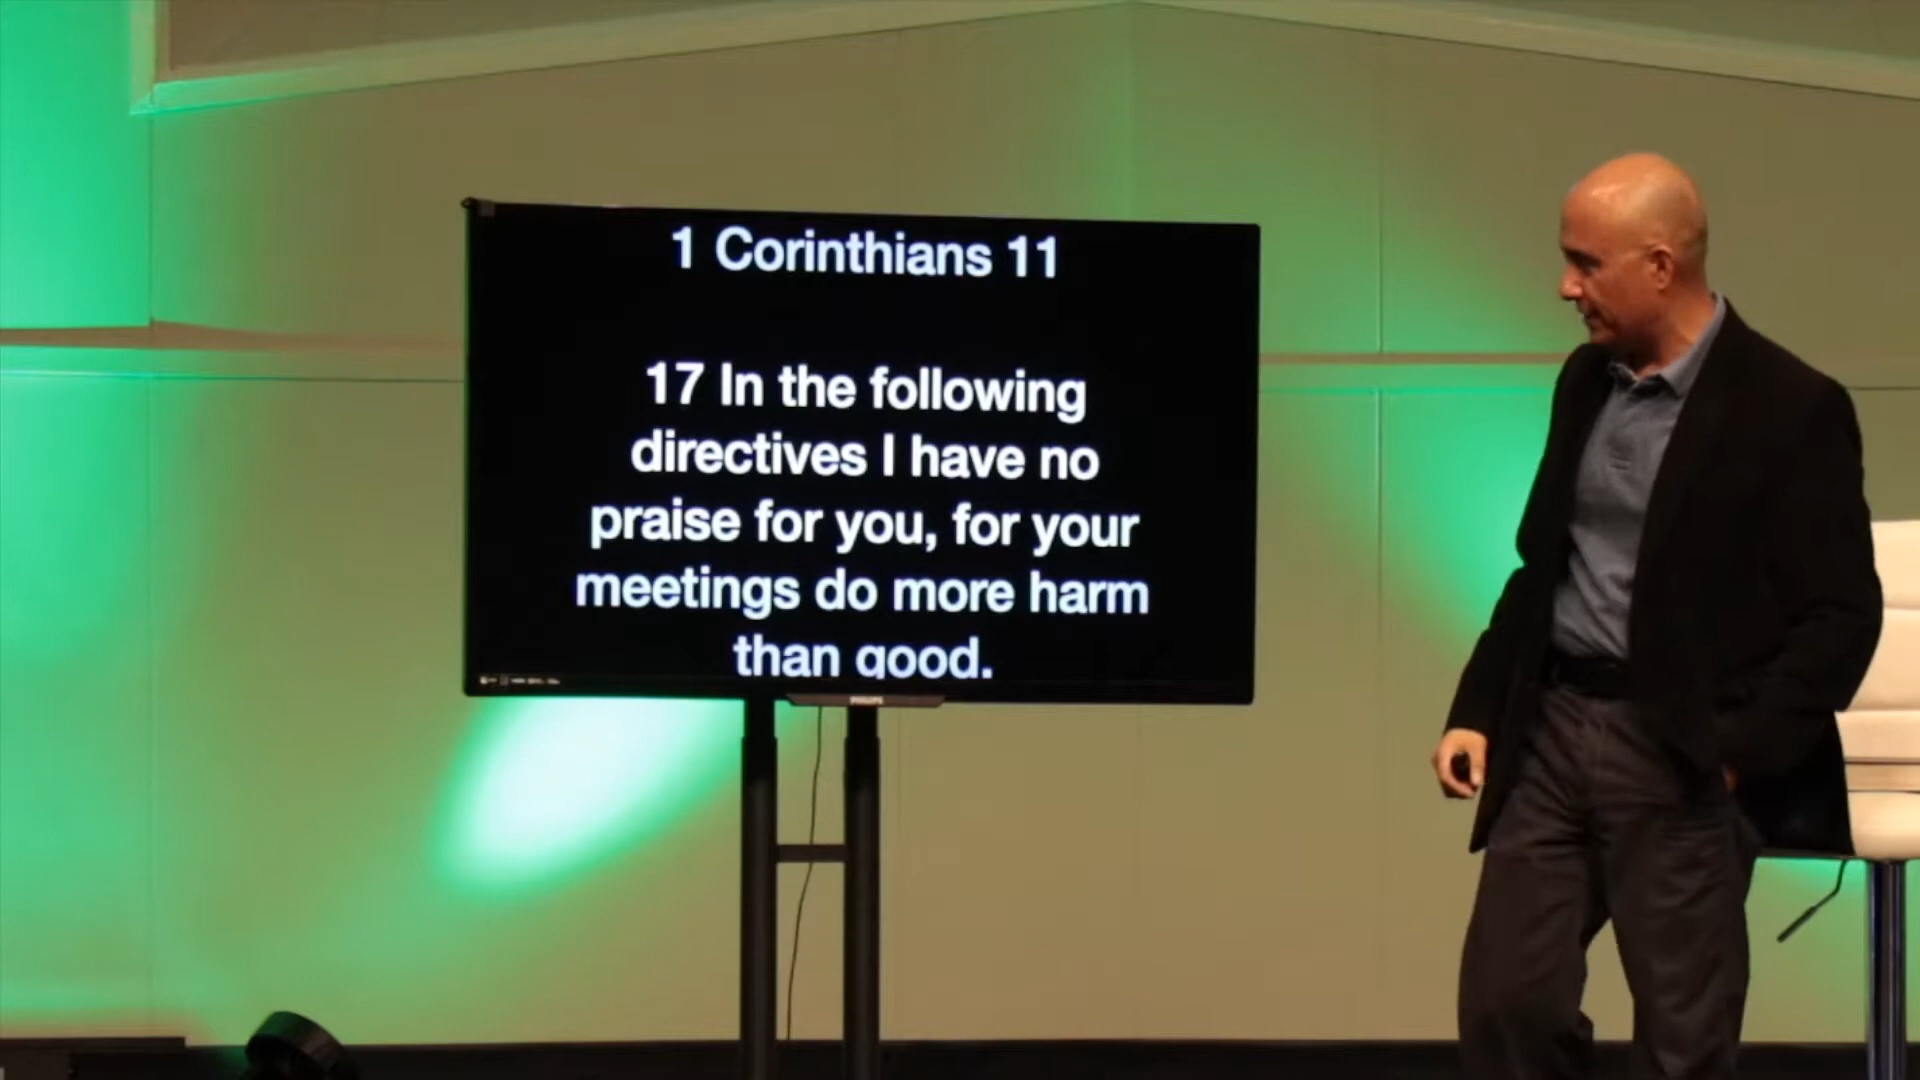 1 Corinthians 11
17 In the following
directives I have no
praise for you, for your
meetings do more harm
than good.
PHILIPS